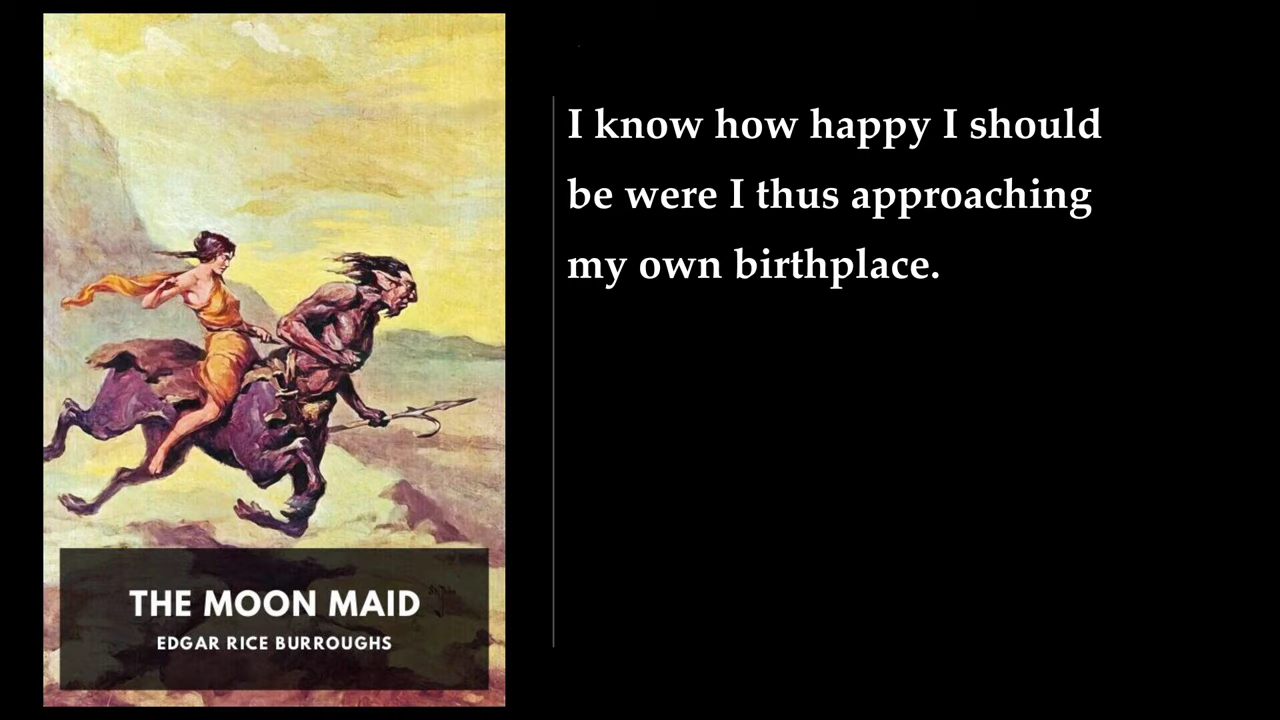 I know how happy I should
be were I thus approaching
my own birthplace.
THE MOON MAID
EDGAR RICE BURROUGHS